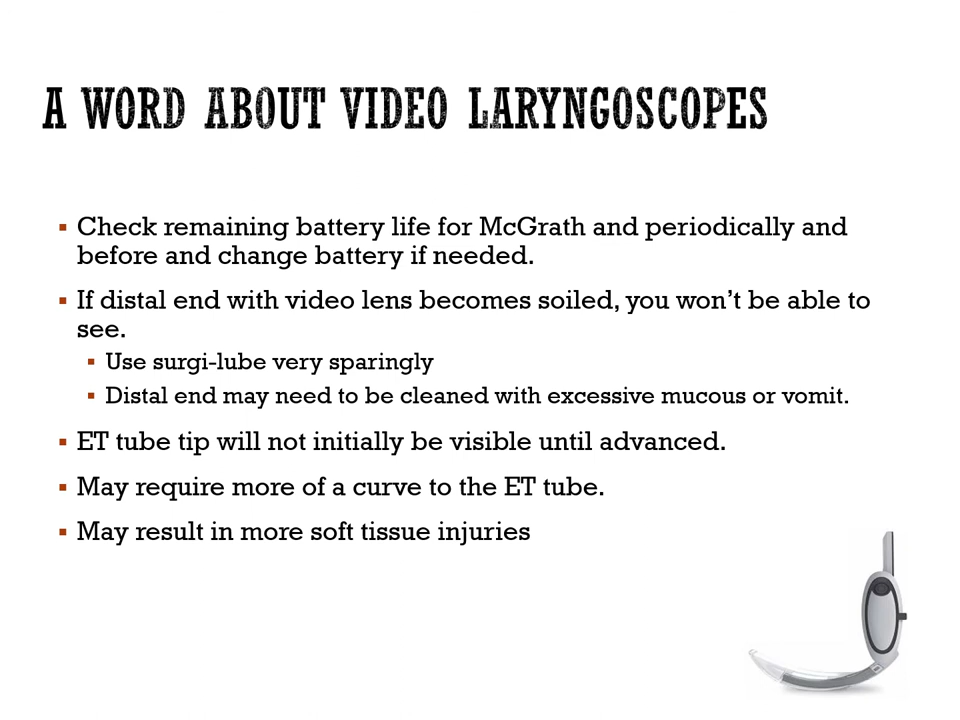 A WORD ABOUT VIDEO LARYNGOSCOPES
▪ Check remaining battery life for McGrath and periodically and
before and change battery if needed.
▪ If distal end with video lens becomes soiled, you won’t be able to
see.
▪ Use surgi-lube very sparingly
▪ Distal end may need to be cleaned with excessive mucous or vomit.
▪ ET tube tip will not initially be visible until advanced.
▪ May require more of a curve to the ET tube.
▪ May result in more soft tissue injuries